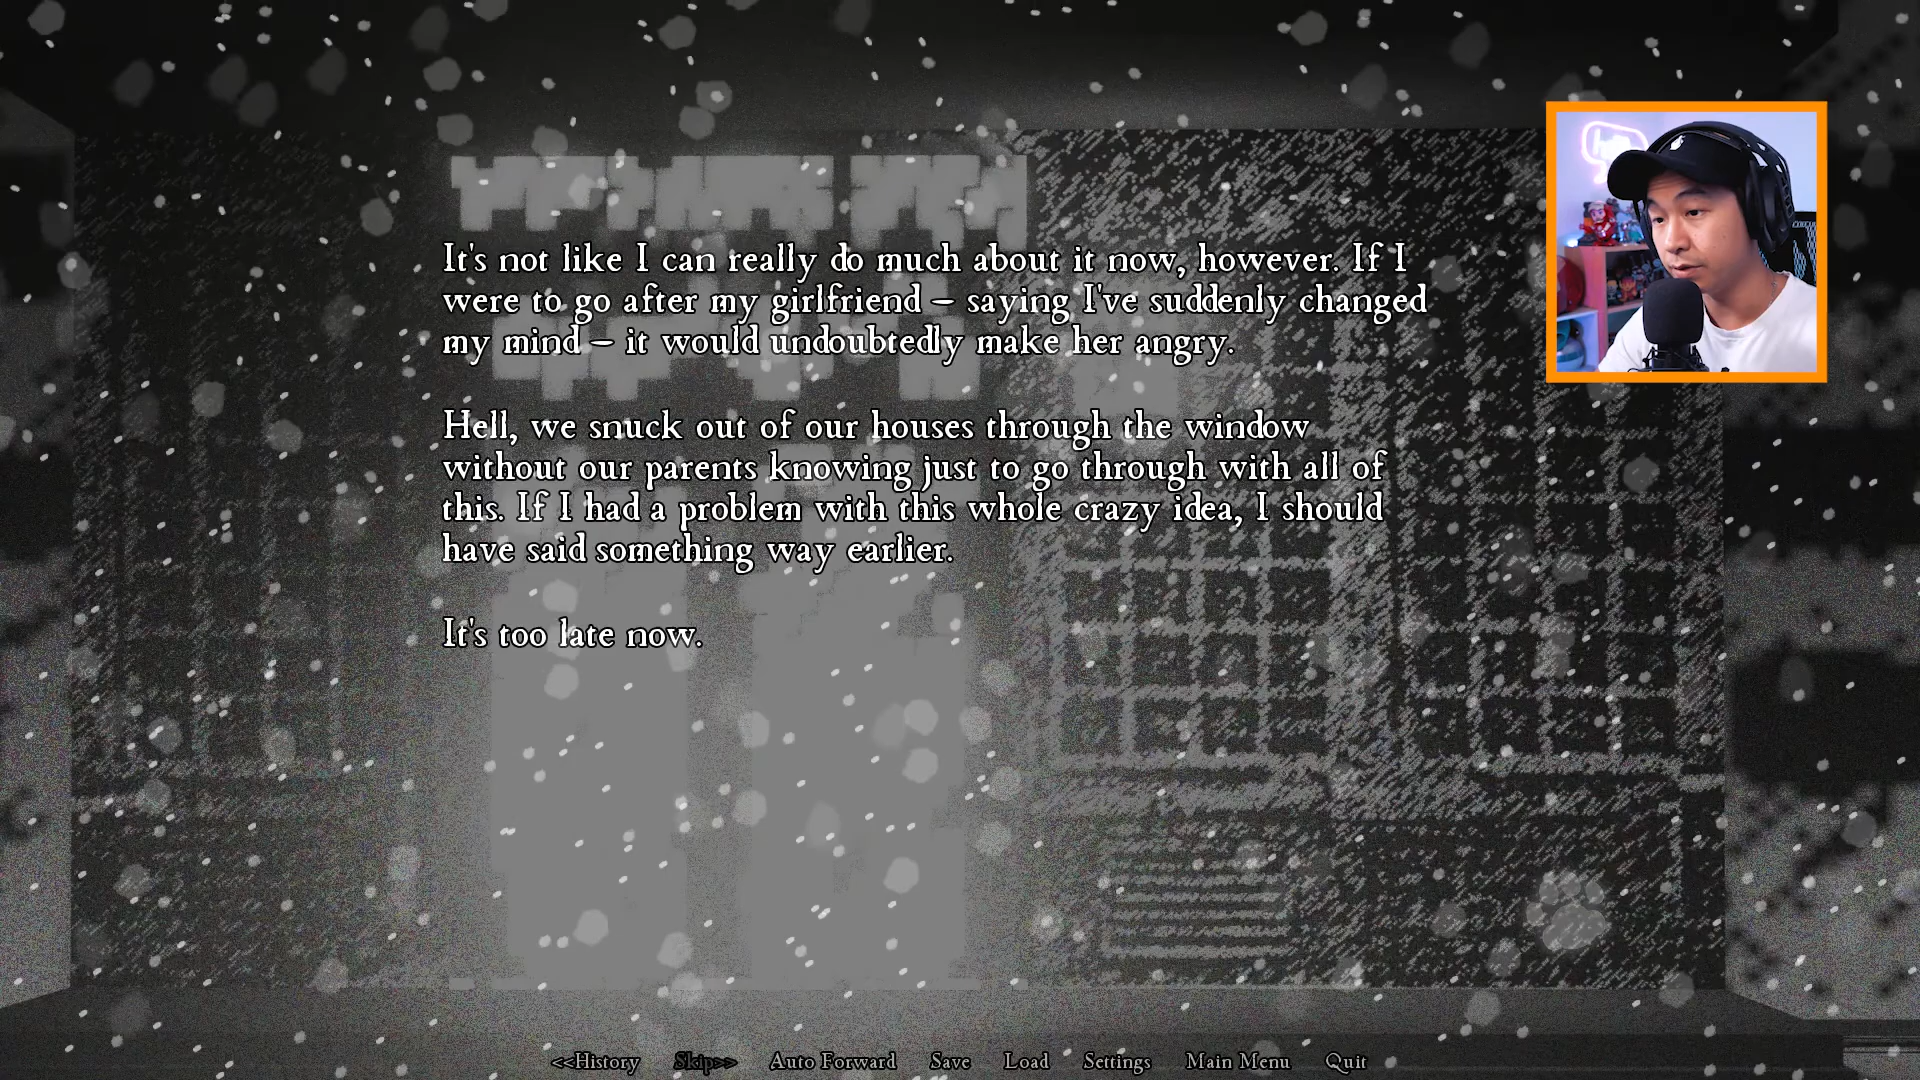 It's not like I can really do much about it now, however. If I
were to go after my girlfriend – saying I've suddenly changed
my mind – it would undoubtedly make her angry.
Hell, we snuck out of our houses through the window
without our parents knowing just to go through with all of
this. If I had a problem with this whole crazy idea, I should
have said something way earlier.
It's too late now.
<<History Skip>> Auto Forward Save Load Settings Main Menu Quit